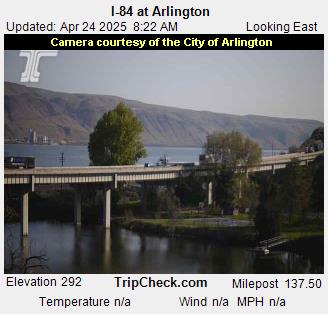 I-84 at Arlington
Updated: Apr 24 2025 8:22 AM Looking East
Camera courtesy of the City of Arlington
Elevation 292 TripCheck.com Milepost 137.50
Temperature n/a Wind n/a MPH n/a